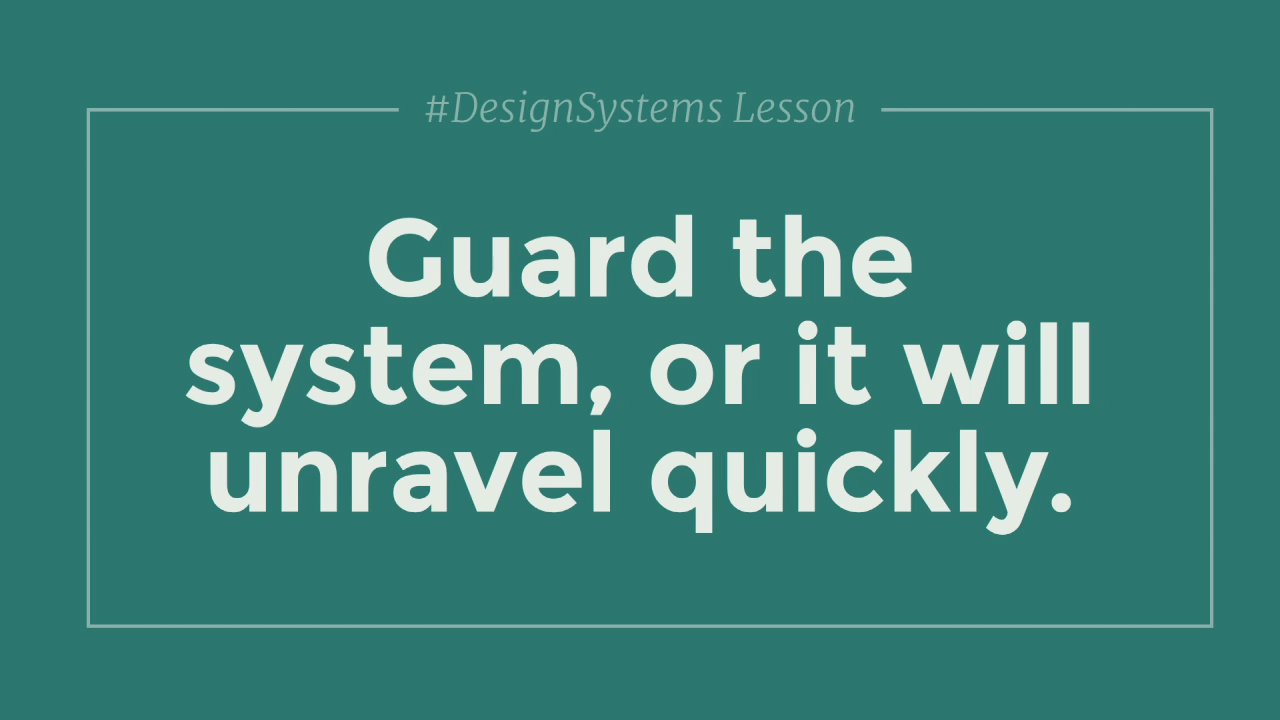 #DesignSystems Lesson
Guard the
system, or it will
unravel quickly.